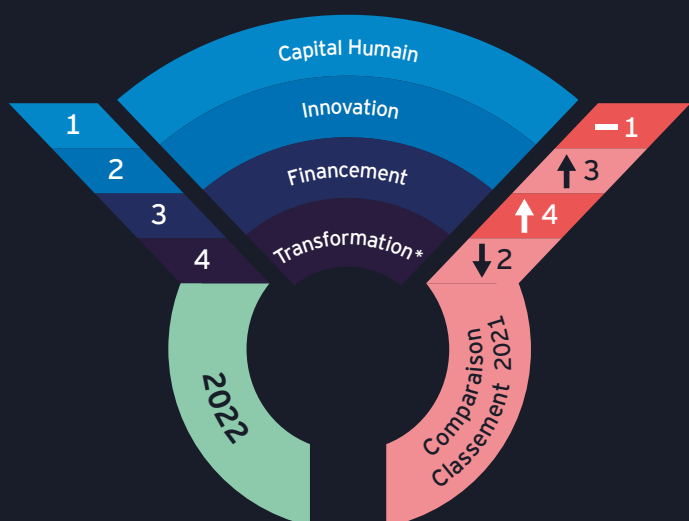 Capital Humain
Innovation
Financement
Transformation*
1
2
3
4
1
3
4
2
2022
Comparaison
Classement 2021